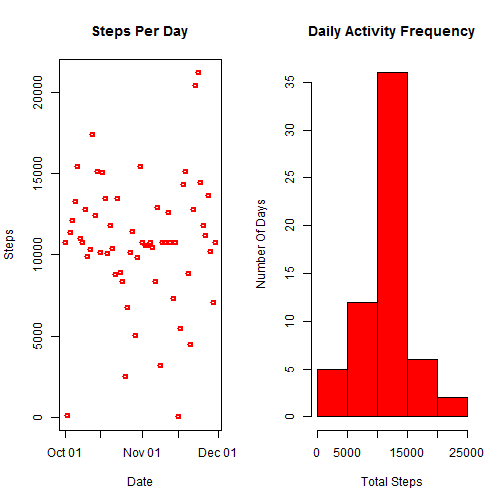 Steps Per Day
Steps
0
5000
10000
15000
20000
Oct 01
Nov 01
Dec 01
Date
Daily Activity Frequency
Number Of Days
0
5
10
15
20
25
30
35
0
5000
15000
25000
Total Steps